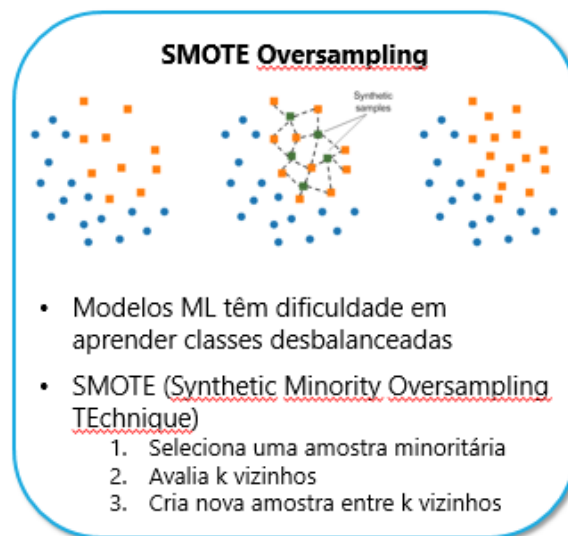 SMOTE Oversampling
Synthetic
samples
• Modelos ML têm dificuldade em
aprender classes desbalanceadas
• SMOTE (Synthetic Minority Oversampling
TEchnique)
1. Seleciona uma amostra minoritária
2. Avalia k vizinhos
3. Cria nova amostra entre k vizinhos